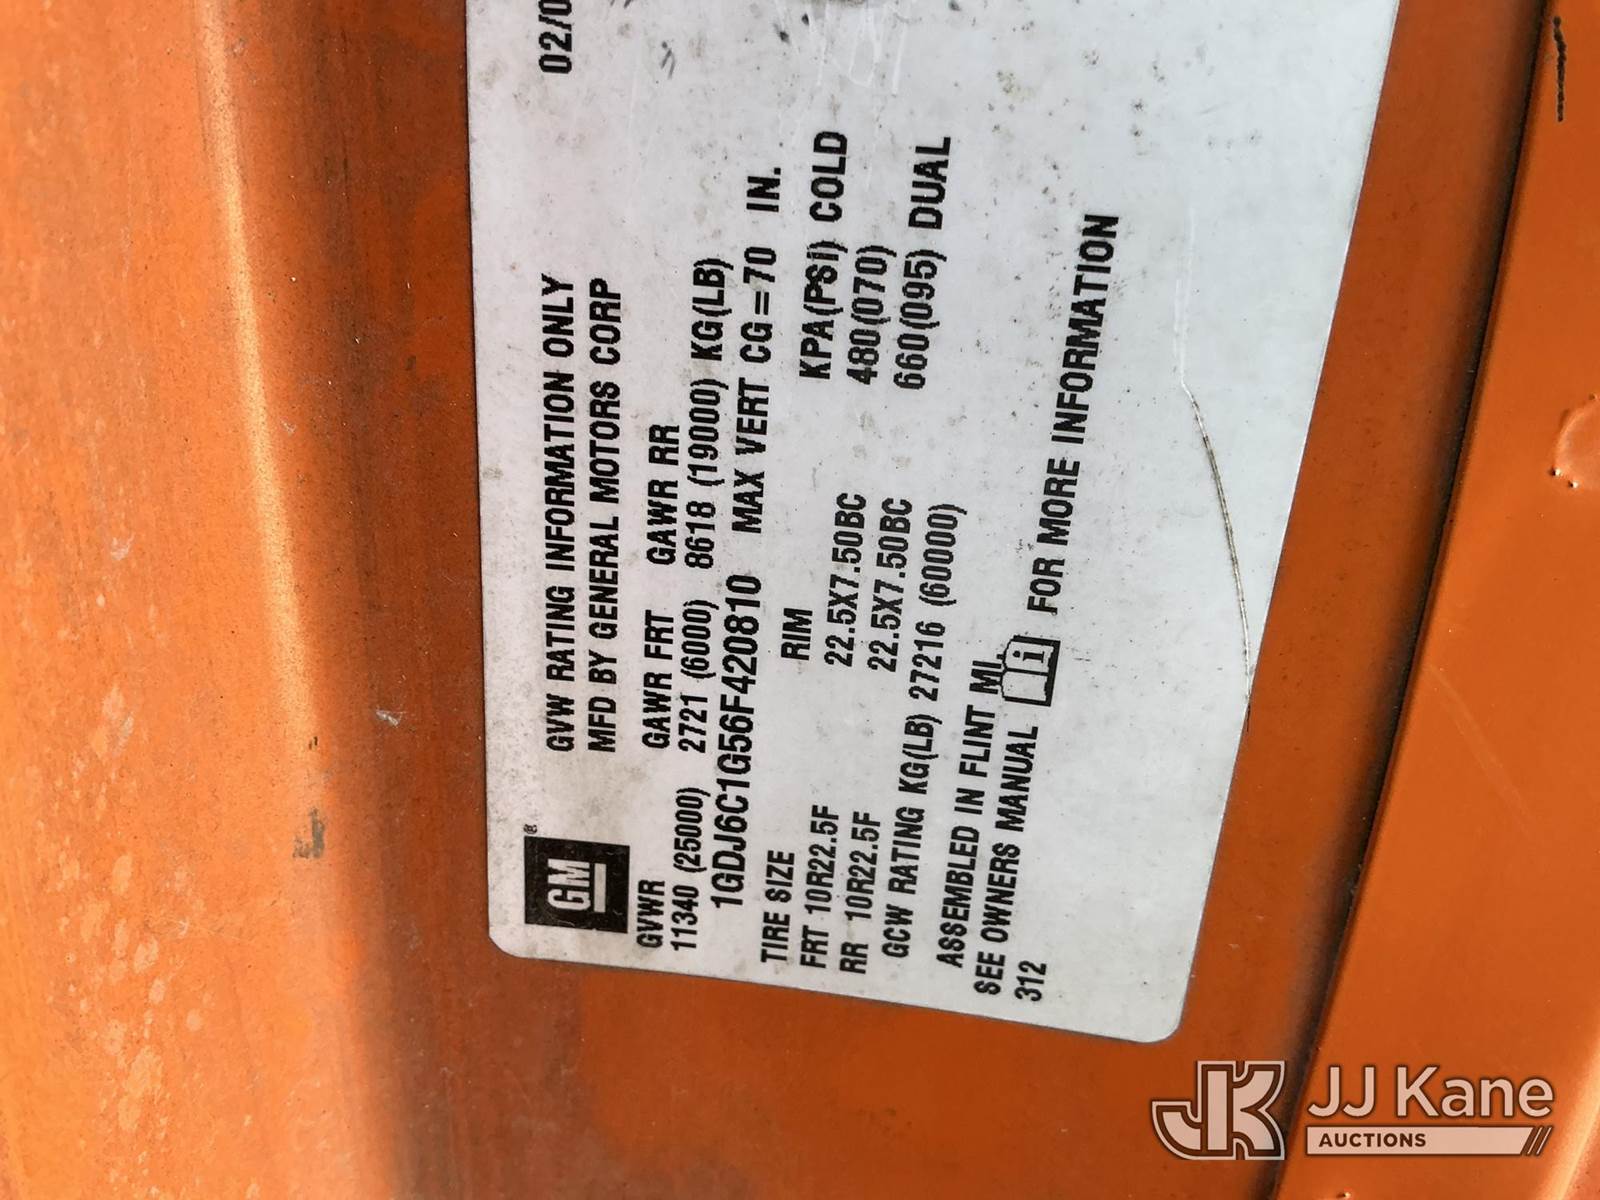 02/0
GVW RATING INFORMATION ONLY
MFD BY GENERAL MOTORS CORP
GM ®
GVWR GAWR FRT GAWR RR
11340 (25000) 2721 (6000) 8618 (19000) KG(LB)
1GDJ6C1G56F420810 MAX VERT CG=70 IN.
TIRE SIZE RIM KPA(PSI) COLD
FRT 10R22.5F 22.5X7.50BC 480(070)
RR 10R22.5F 22.5X7.50BC 660(095) DUAL
GCW RATING KG(LB) 27216 (60000)
ASSEMBLED IN FLINT MI.
SEE OWNERS MANUAL i FOR MORE INFORMATION
312
JK JJ Kane
AUCTIONS